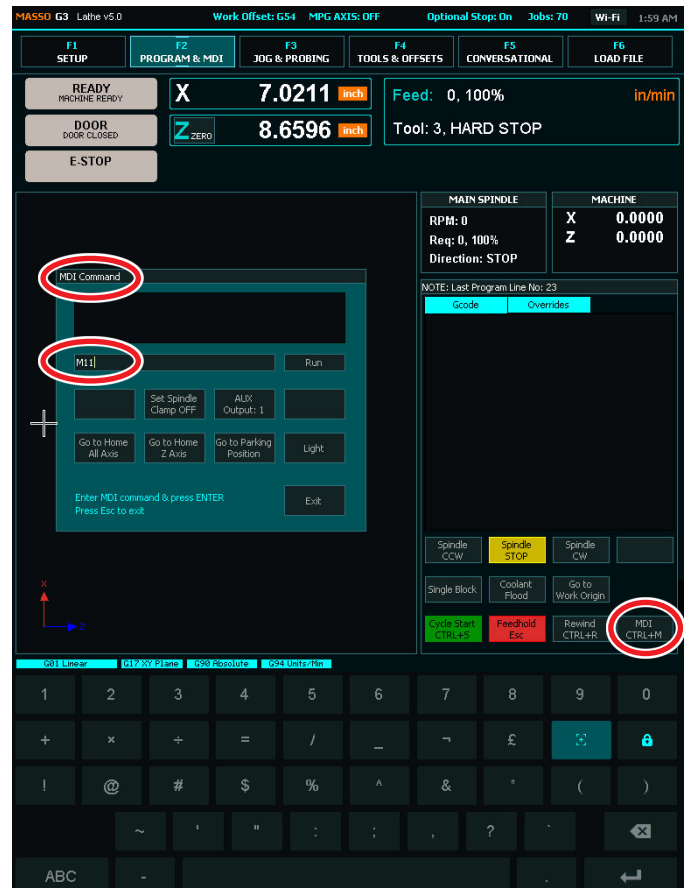 MASSO G3 Lathe v5.0 Work Offset: G54 MPG AXIS: OFF Optional Stop: On Jobs: 70 Wi-Fi 1:59 AM
F1 F2 F3 F4 F5 F6
SETUP PROGRAM & MDI JOG & PROBING TOOLS & OFFSETS CONVERSATIONAL LOAD FILE
READY
MACHINE READY
X 7.0211 inch
Feed: 0, 100% in/min
DOOR
DOOR CLOSED
Z ZERO 8.6596 inch
Tool: 3, HARD STOP
E-STOP
MAIN SPINDLE
RPM: 0
Req: 0, 100%
Direction: STOP
MACHINE
X 0.0000
Z 0.0000
MDI Command
M11
Run
Set Spindle
Clamp OFF
AUX
Output: 1
Go to Home
All Axis
Go to Home
Z Axis
Go to Parking
Position
Light
Enter MDI command & press ENTER
Press Esc to exit
Exit
X
Z
NOTE: Last Program Line No: 23
Gcode Overrides
Spindle
CCW
Spindle
STOP
Spindle
CW
Single Block
Coolant
Flood
Go to
Work Origin
Cycle Start
CTRL+S
Feedhold
Esc
Rewind
CTRL+R
MDI
CTRL+M
G01 Linear G17 XY Plane G90 Absolute G94 Units/Min
1 2 3 4 5 6 7 8 9 0
+ × ÷ = / _ ¬ £
! @ # $ % ^ & * ( )
~ ' " : ; , ? `
ABC - .